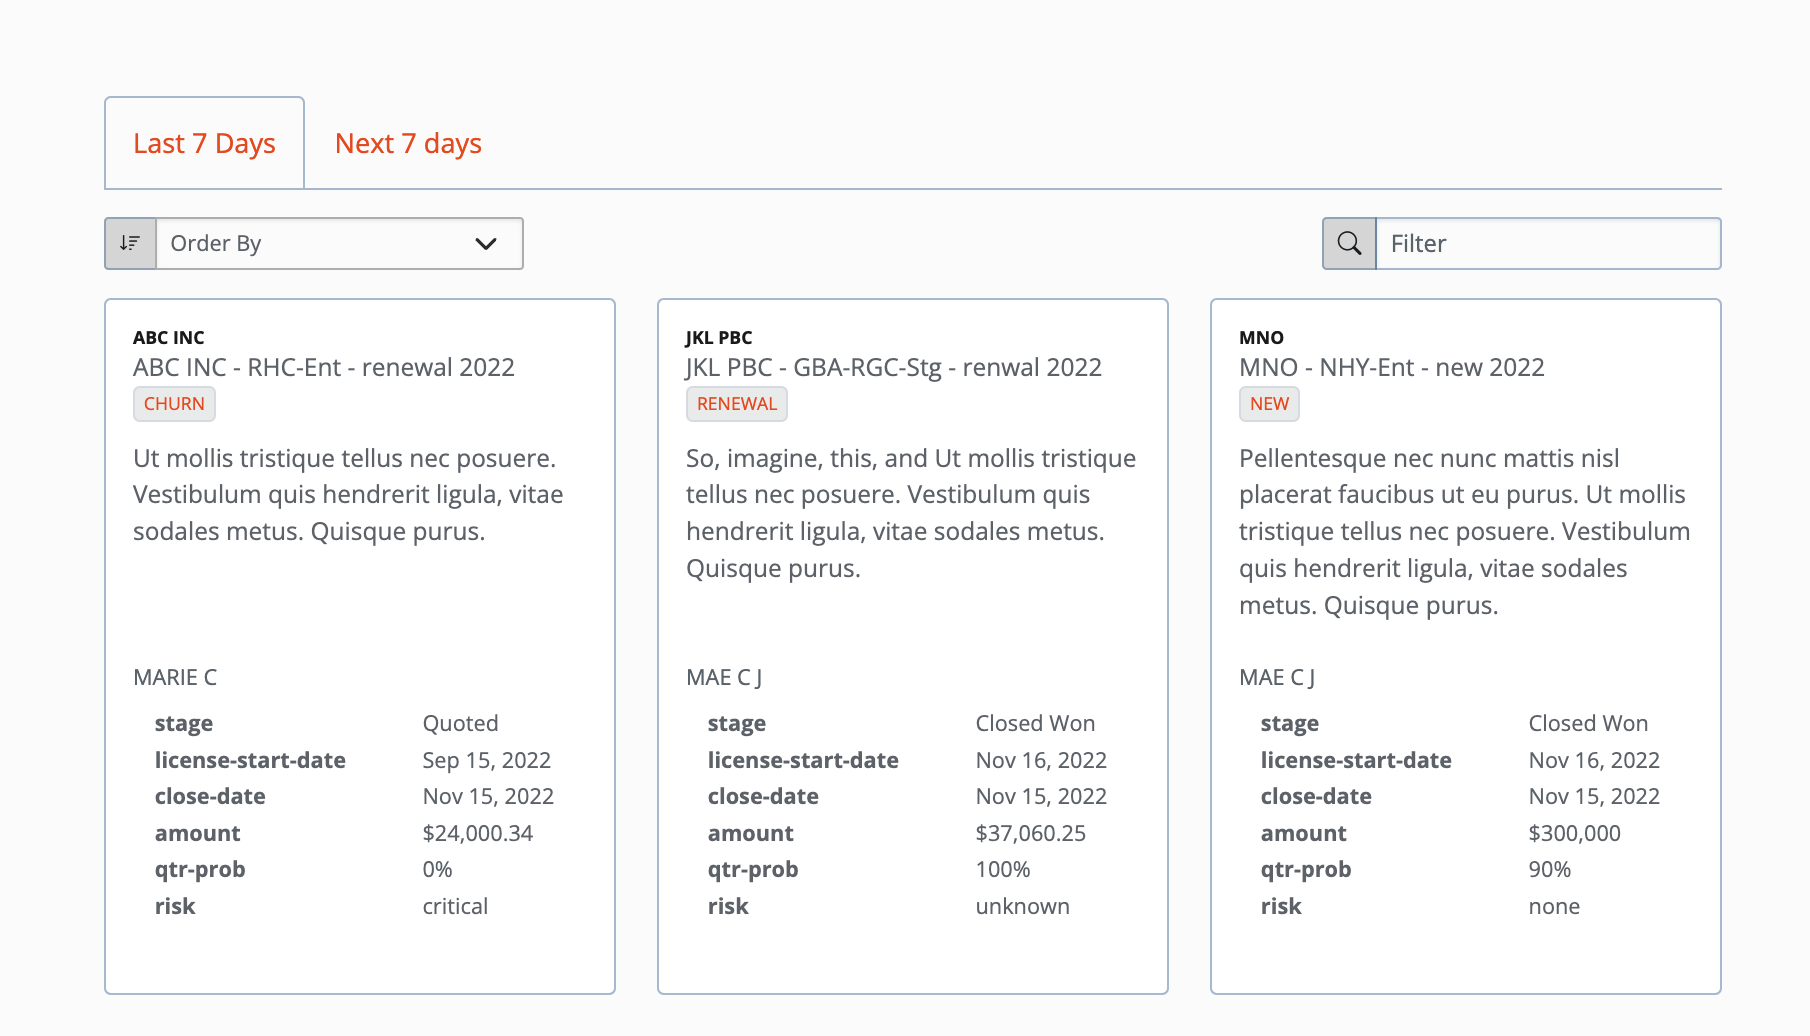 Last 7 Days
Next 7 days
Order By
Filter
ABC INC
ABC INC - RHC-Ent - renewal 2022
CHURN
Ut mollis tristique tellus nec posuere.
Vestibulum quis hendrerit ligula, vitae
sodales metus. Quisque purus.
MARIE C
stage Quoted
license-start-date Sep 15, 2022
close-date Nov 15, 2022
amount $24,000.34
qtr-prob 0%
risk critical
JKL PBC
JKL PBC - GBA-RGC-Stg - renwal 2022
RENEWAL
So, imagine, this, and Ut mollis tristique
tellus nec posuere. Vestibulum quis
hendrerit ligula, vitae sodales metus.
Quisque purus.
MAE C J
stage Closed Won
license-start-date Nov 16, 2022
close-date Nov 15, 2022
amount $37,060.25
qtr-prob 100%
risk unknown
MNO
MNO - NHY-Ent - new 2022
NEW
Pellentesque nec nunc mattis nisl
placerat faucibus ut eu purus. Ut mollis
tristique tellus nec posuere. Vestibulum
quis hendrerit ligula, vitae sodales
metus. Quisque purus.
MAE C J
stage Closed Won
license-start-date Nov 16, 2022
close-date Nov 15, 2022
amount $300,000
qtr-prob 90%
risk none